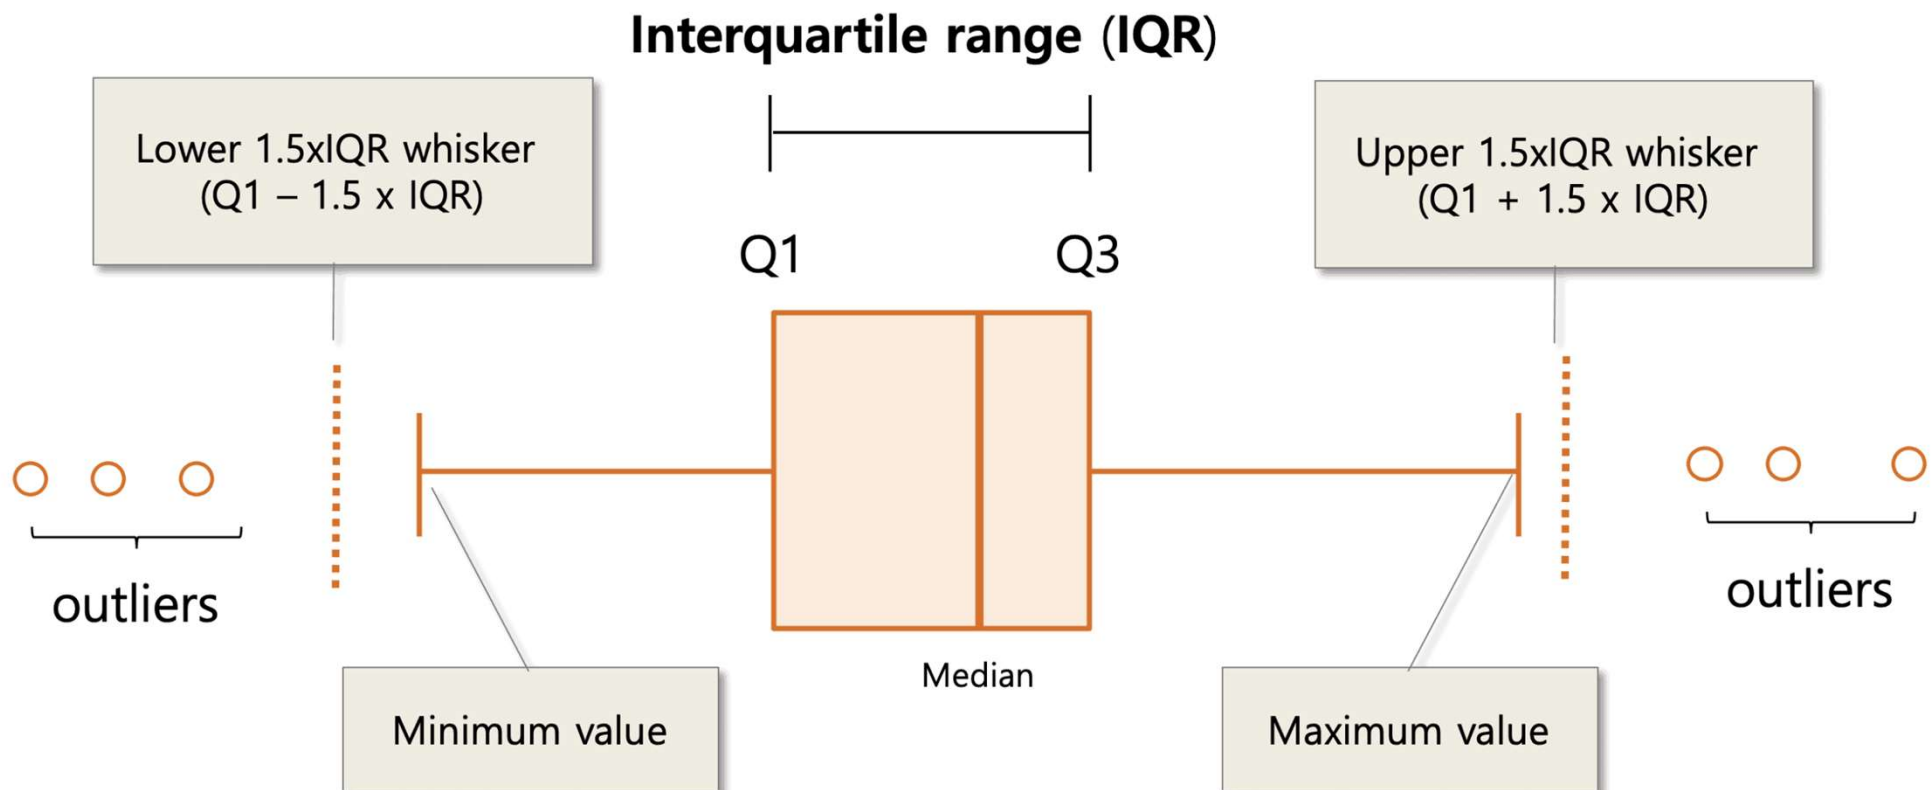 Interquartile range (IQR)
Lower 1.5xIQR whisker
(Q1 – 1.5 x IQR)
Upper 1.5xIQR whisker
(Q1 + 1.5 x IQR)
Q1
Q3
outliers
outliers
Median
Minimum value
Maximum value